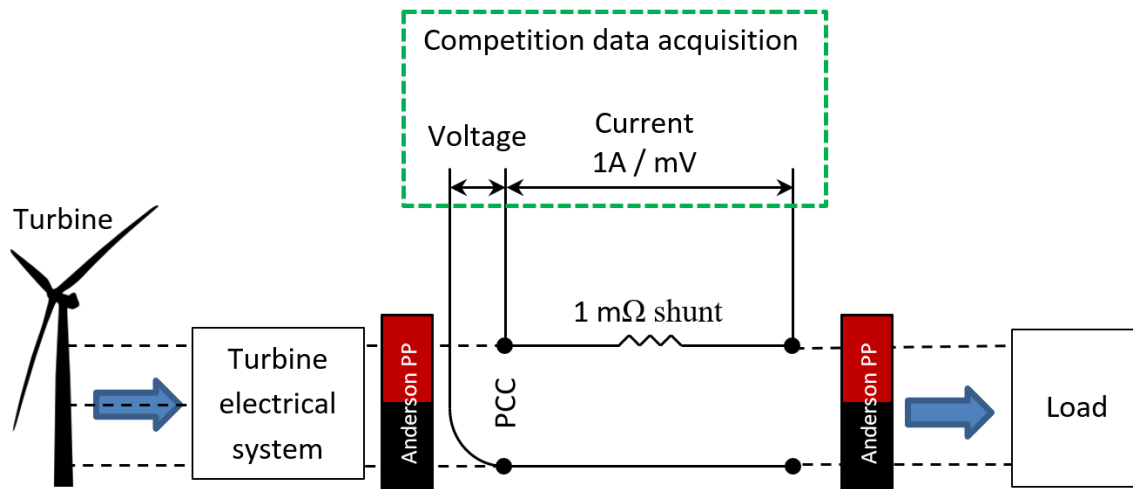 Competition data acquisition
Voltage
Current
1A / mV
Turbine
1 mΩ shunt
Turbine
electrical
system
Anderson PP
PCC
Anderson PP
Load